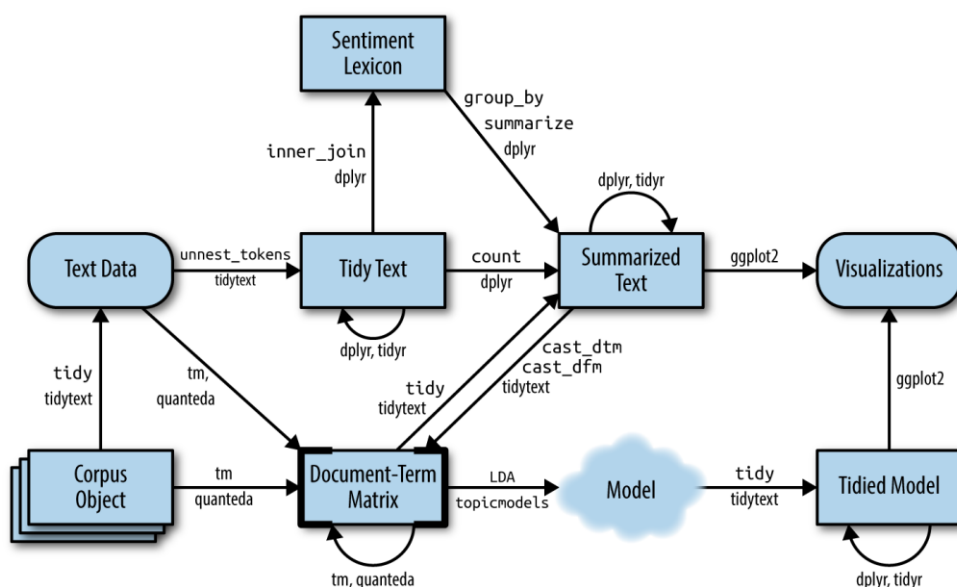 Sentiment
Lexicon
group_by
summarize
dplyr
inner_join
dplyr
dplyr, tidyr
Text Data
unnest_tokens
tidytext
Tidy Text
count
dplyr
Summarized
Text
ggplot2
Visualizations
dplyr, tidyr
tidy
tidytext
tm,
quanteda
tidy
tidytext
cast_dtm
cast_dfm
tidytext
ggplot2
Corpus
Object
tm
quanteda
Document-Term
Matrix
LDA
topicmodels
Model
tidy
tidytext
Tidied Model
tm, quanteda
dplyr, tidyr